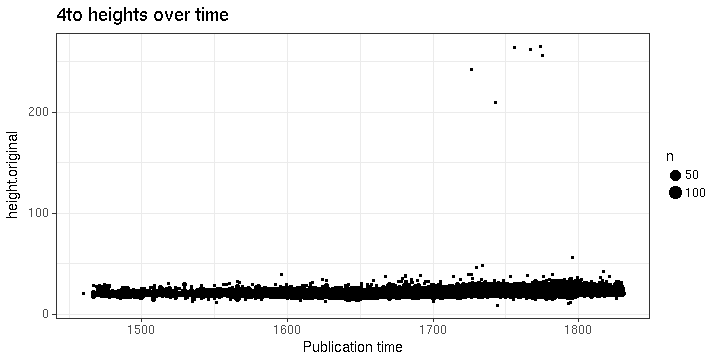 4to heights over time
height.original
200
100
0
1500
1600
1700
1800
Publication time
n
50
100